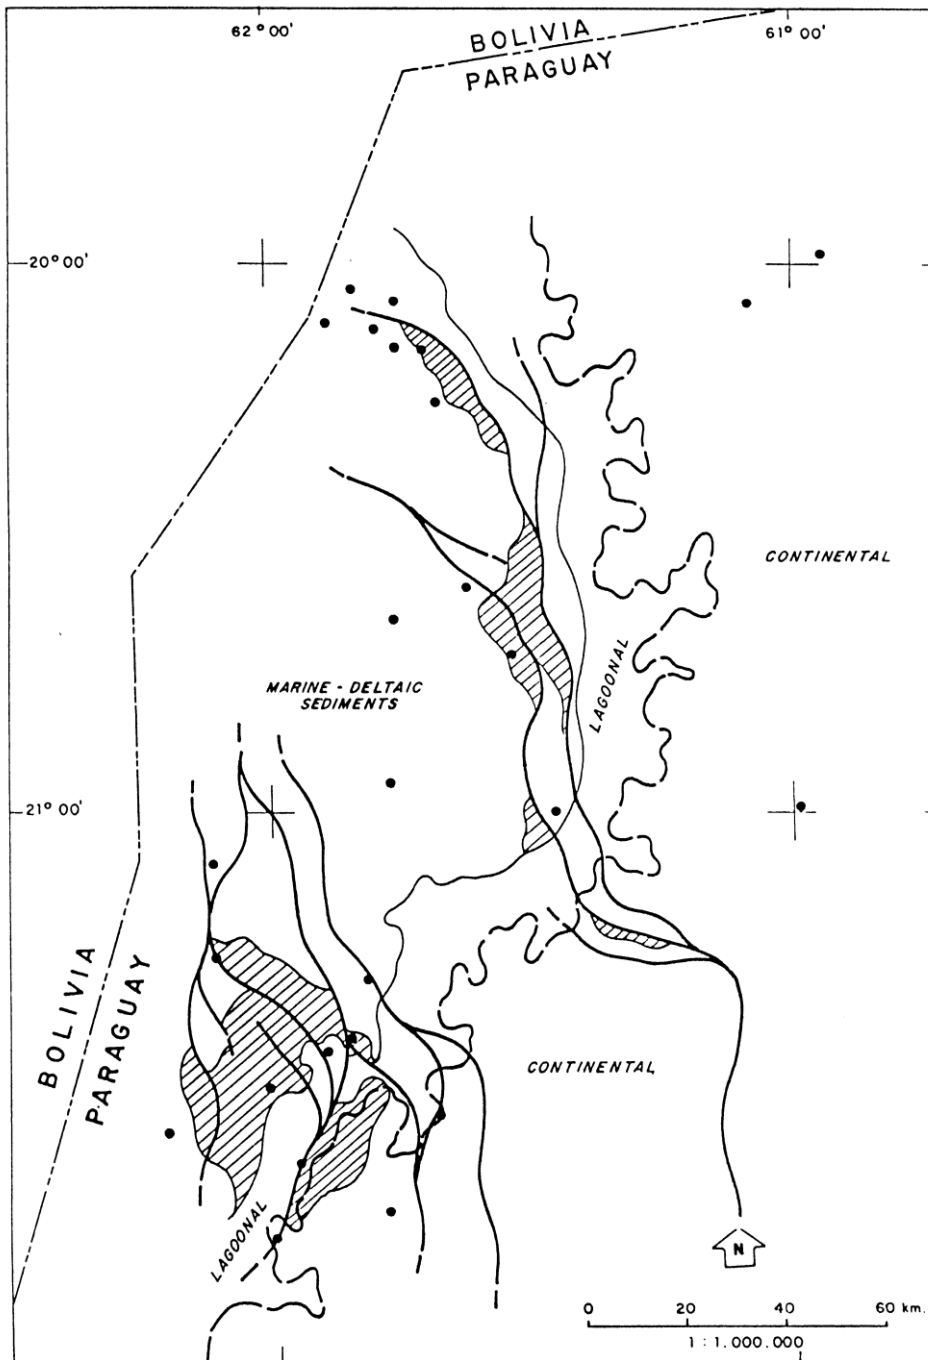 62° 00'
61° 00'
BOLIVIA
PARAGUAY
20° 00'
CONTINENTAL
LAGOONAL
MARINE - DELTAIC
SEDIMENTS
21° 00'
BOLIVIA
PARAGUAY
CONTINENTAL
LAGOONAL
N
0 20 40 60 km.
1 : 1.000.000